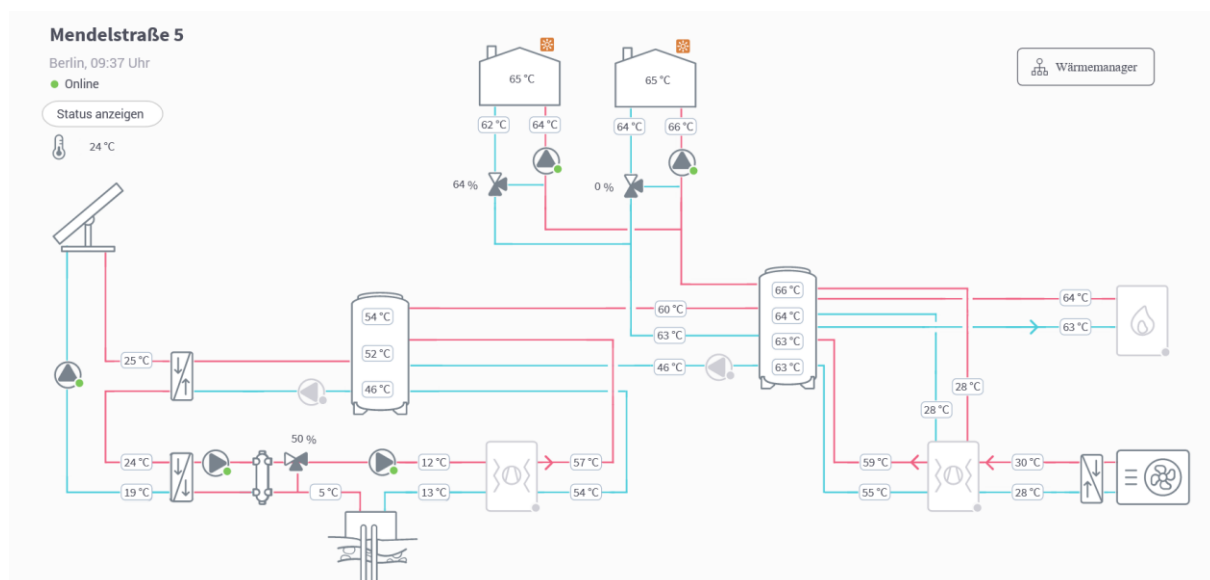 Mendelstraße 5
Berlin, 09:37 Uhr
Online
Status anzeigen
24 °C
Wärmemanager
65 °C
65 °C
62 °C
64 °C
64 °C
66 °C
64 %
0 %
66 °C
64 °C
63 °C
63 °C
54 °C
52 °C
46 °C
60 °C
63 °C
46 °C
64 °C
63 °C
25 °C
28 °C
28 °C
50 %
24 °C
19 °C
5 °C
12 °C
13 °C
57 °C
54 °C
59 °C
55 °C
30 °C
28 °C